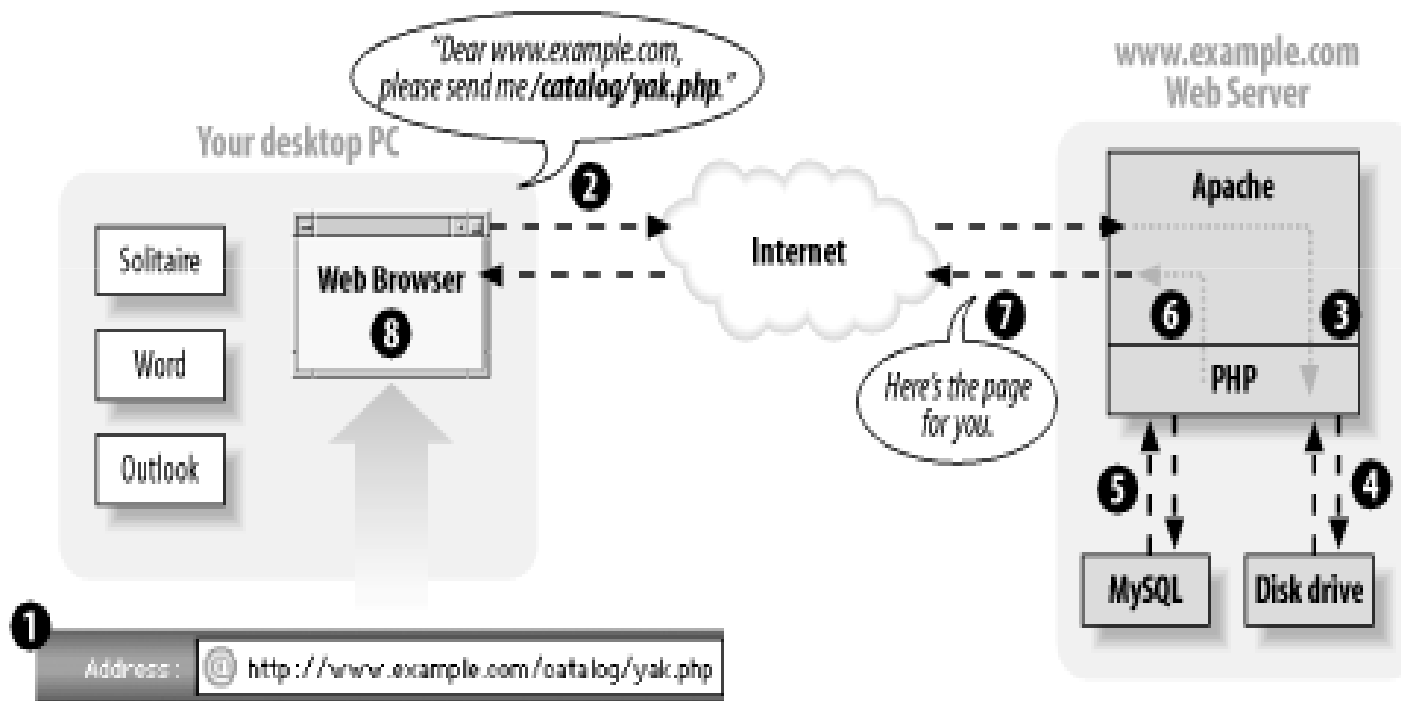 "Dear www.example.com,
please send me /catalog/yak.php."
www.example.com
Web Server
Your desktop PC
2
Apache
Solitaire
Web Browser
Internet
8
7
6
3
Word
Here's the page
for you.
PHP
Outlook
5
4
MySQL
Disk drive
1
Address:
@ http://www.example.com/catalog/yak.php